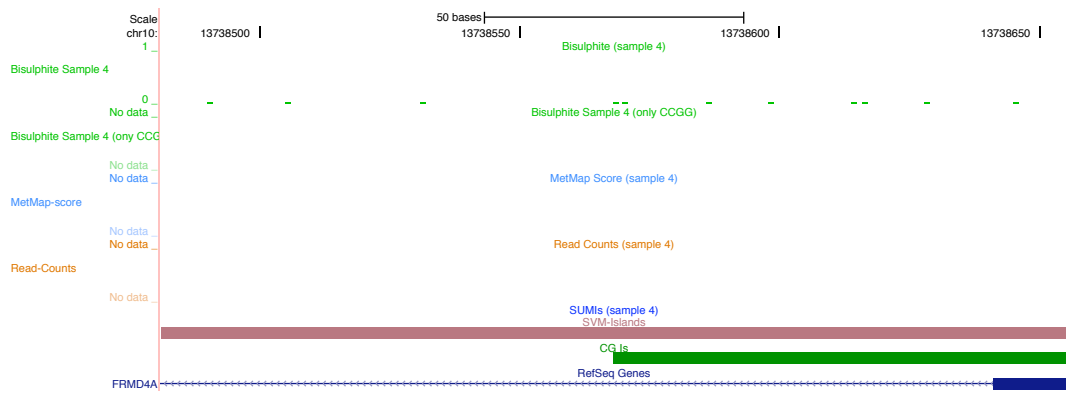 Scale 50 bases
chr10: 13738500 13738550 13738600 13738650
1 _ Bisulphite (sample 4)
Bisulphite Sample 4
0 _
No data _ Bisulphite Sample 4 (only CCGG)
Bisulphite Sample 4 (ony CCG
No data _
No data _ MetMap Score (sample 4)
MetMap-score
No data _
No data _ Read Counts (sample 4)
Read-Counts
No data _
SUMIs (sample 4)
SVM-Islands
CG Is
RefSeq Genes
FRMD4A